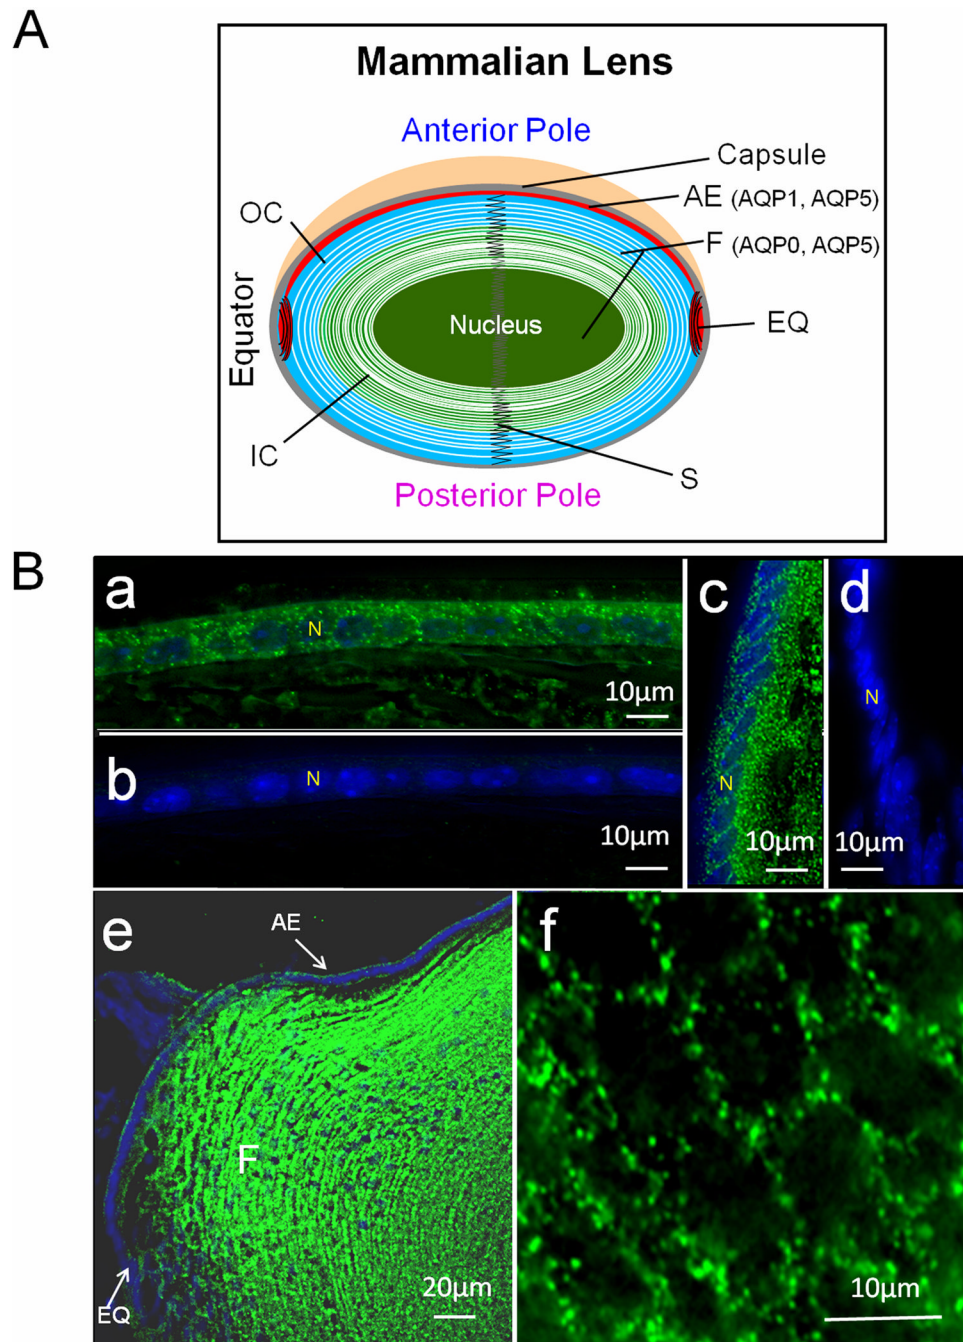 A
Mammalian Lens
Anterior Pole
Capsule
OC
AE (AQP1, AQP5)
F (AQP0, AQP5)
Equator
Nucleus
EQ
IC
S
Posterior Pole
B
a
N
10µm
b
N
10µm
c
N
10µm
d
N
10µm
e
AE
F
EQ
20µm
f
10µm